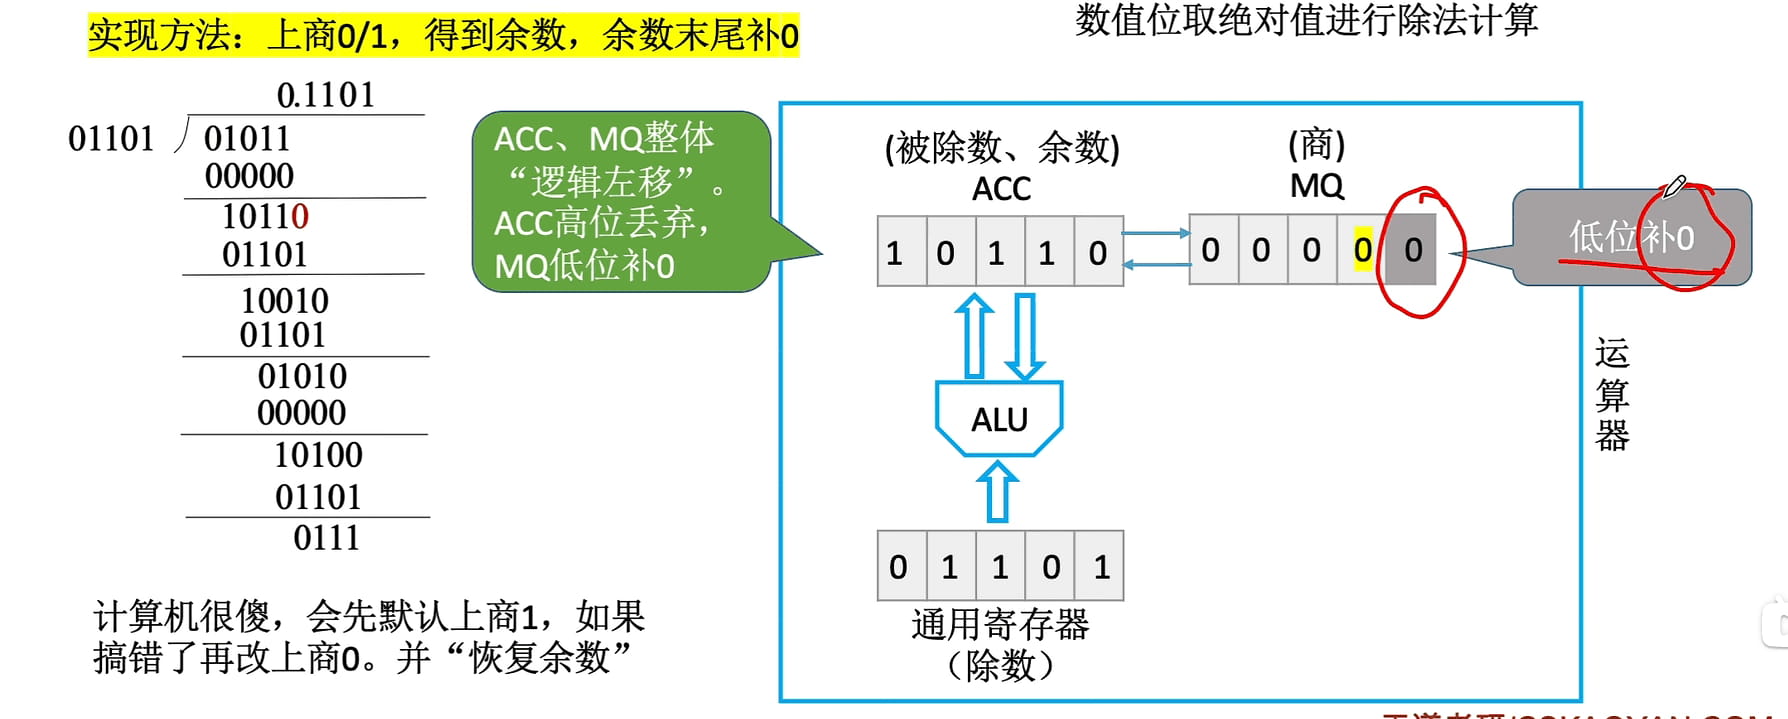 实现方法：上商0/1，得到余数，余数末尾补0
数值位取绝对值进行除法计算
0.1101
01101
01011
00000
10110
01101
10010
01101
01010
00000
10100
01101
0111
计算机很傻，会先默认上商1，如果
搞错了再改上商0。并“恢复余数”
ACC、MQ整体
“逻辑左移”。
ACC高位丢弃，
MQ低位补0
(被除数、余数)
ACC
1 0 1 1 0
(商)
MQ
0 0 0 0 0
低位补0
ALU
0 1 1 0 1
通用寄存器
（除数）
运
算
器